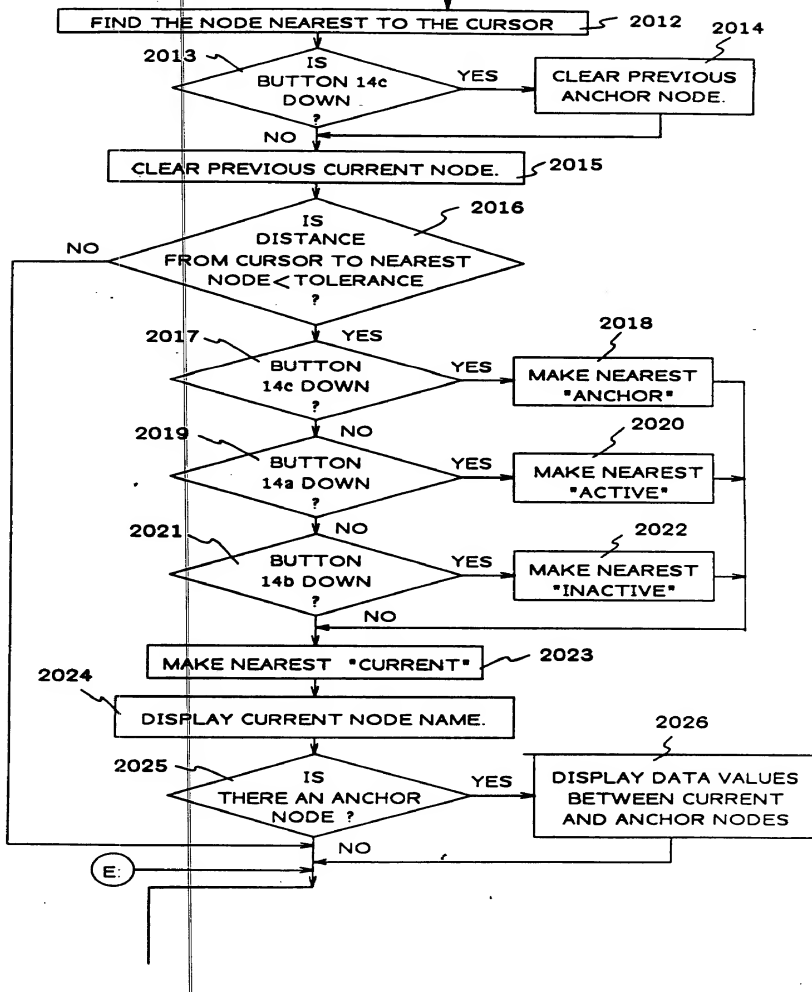 FIND THE NODE NEAREST TO THE CURSOR
2012
2013
IS
BUTTON 14c
DOWN
?
YES
2014
CLEAR PREVIOUS
ANCHOR NODE.
NO
CLEAR PREVIOUS CURRENT NODE.
2015
2016
IS
DISTANCE
FROM CURSOR TO NEAREST
NODE<TOLERANCE
?
NO
YES
2017
BUTTON
14c DOWN
?
YES
2018
MAKE NEAREST
"ANCHOR"
NO
2019
BUTTON
14a DOWN
?
YES
2020
MAKE NEAREST
"ACTIVE"
NO
2021
BUTTON
14b DOWN
?
YES
2022
MAKE NEAREST
"INACTIVE"
NO
MAKE NEAREST "CURRENT"
2023
2024
DISPLAY CURRENT NODE NAME.
2025
IS
THERE AN ANCHOR
NODE ?
YES
2026
DISPLAY DATA VALUES
BETWEEN CURRENT
AND ANCHOR NODES
NO
E: